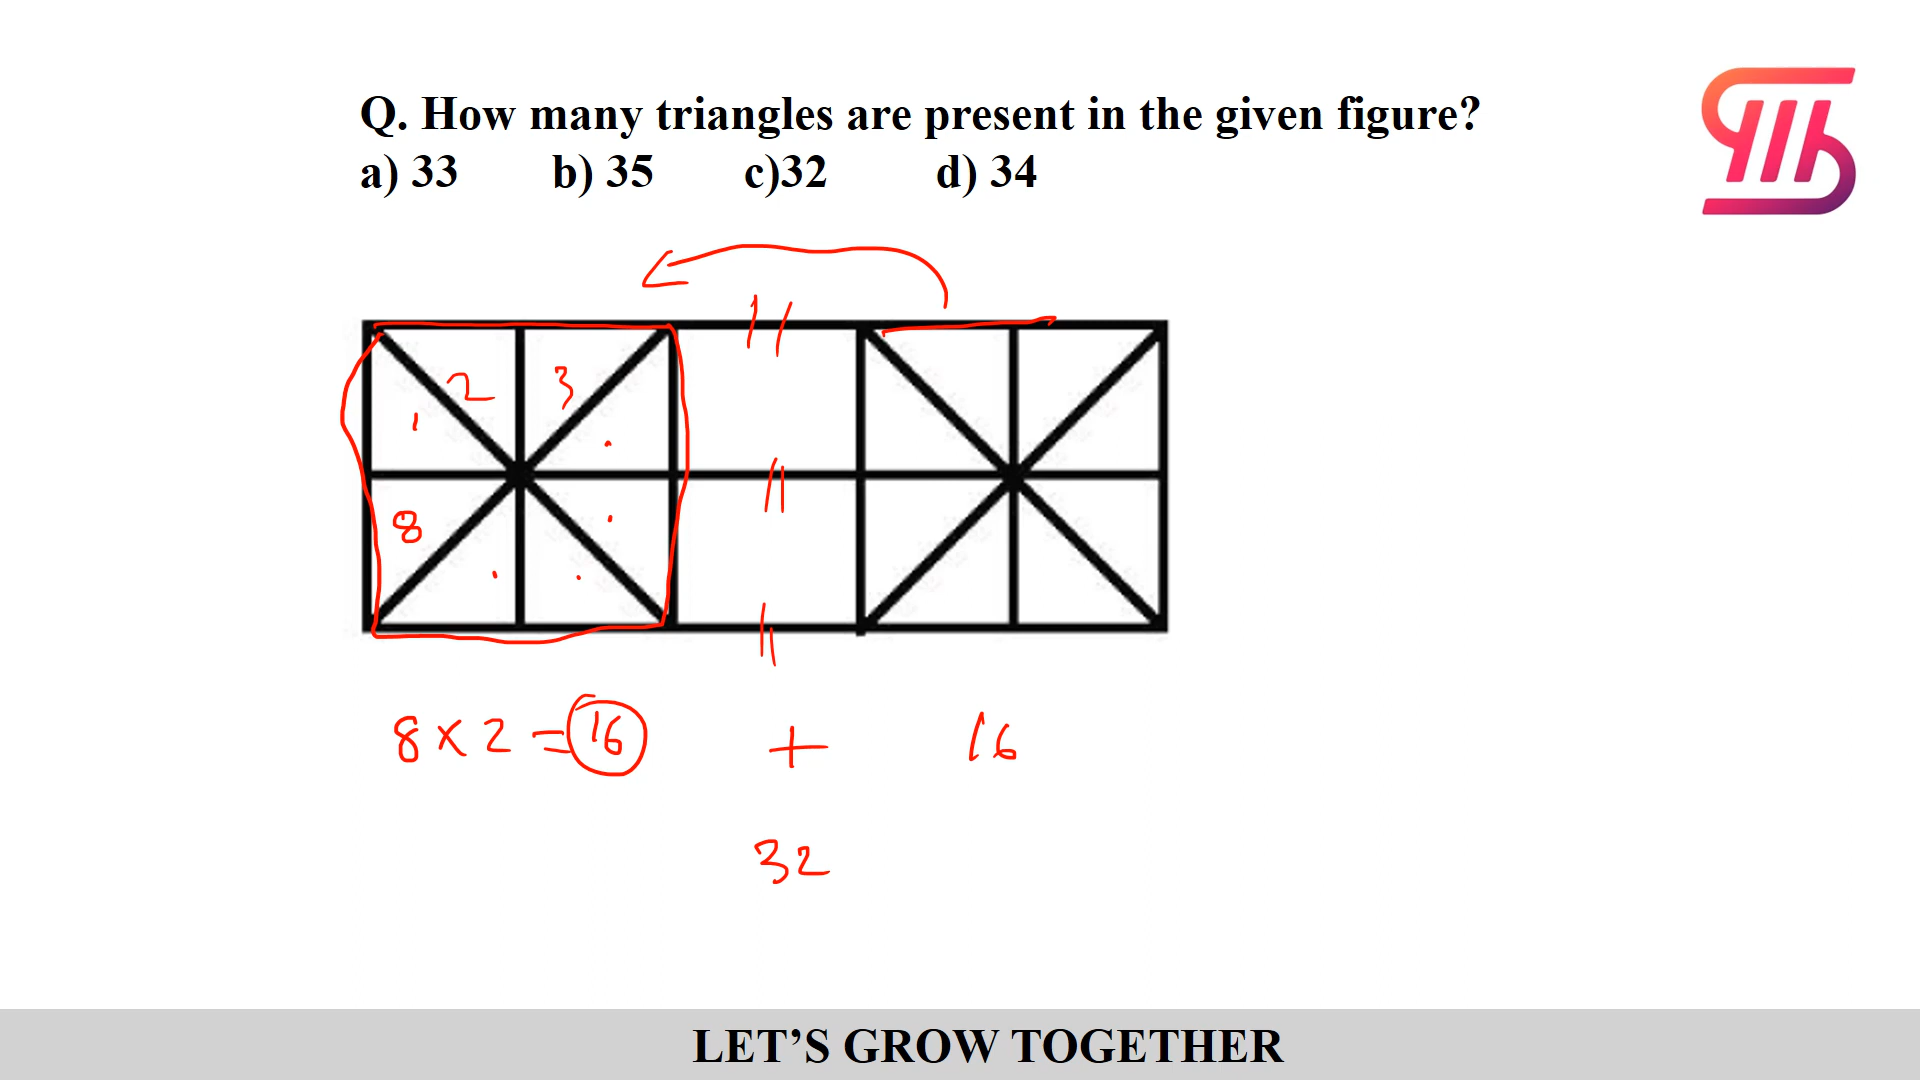 Q. How many triangles are present in the given figure?
a) 33 b) 35 c)32 d) 34
2 3
1
8
8 x 2 = 16 + 16
32
LET’S GROW TOGETHER